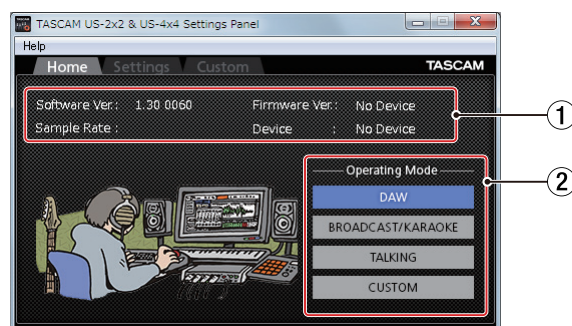 TASCAM US-2x2 & US-4x4 Settings Panel
Help
Home Settings Custom TASCAM
Software Ver.: 1.30 0060 Firmware Ver.: No Device
Sample Rate : Device : No Device
①
Operating Mode
②
DAW
BROADCAST/KARAOKE
TALKING
CUSTOM